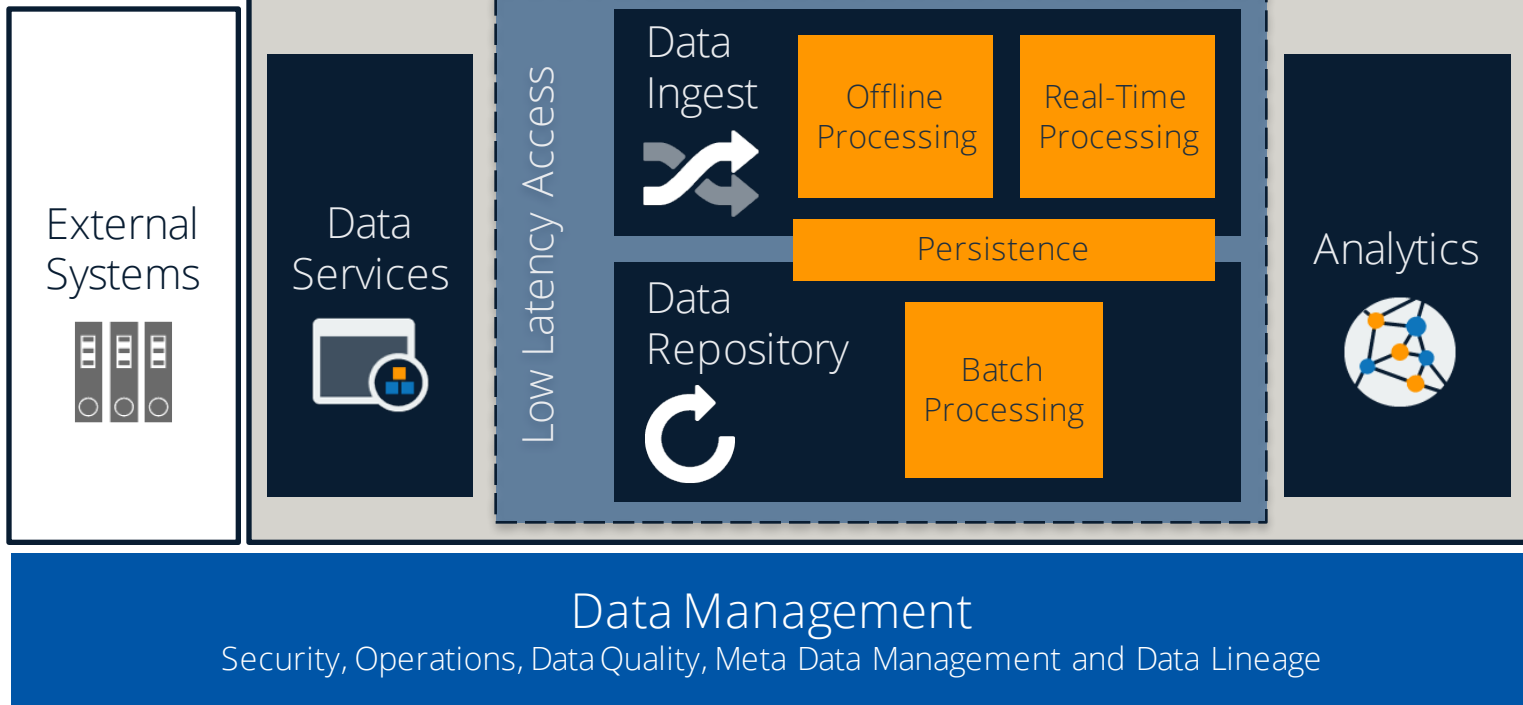 External
Systems
Data
Services
Low Latency Access
Data
Ingest
Offline
Processing
Real-Time
Processing
Persistence
Data
Repository
Batch
Processing
Analytics
Data Management
Security, Operations, Data Quality, Meta Data Management and Data Lineage